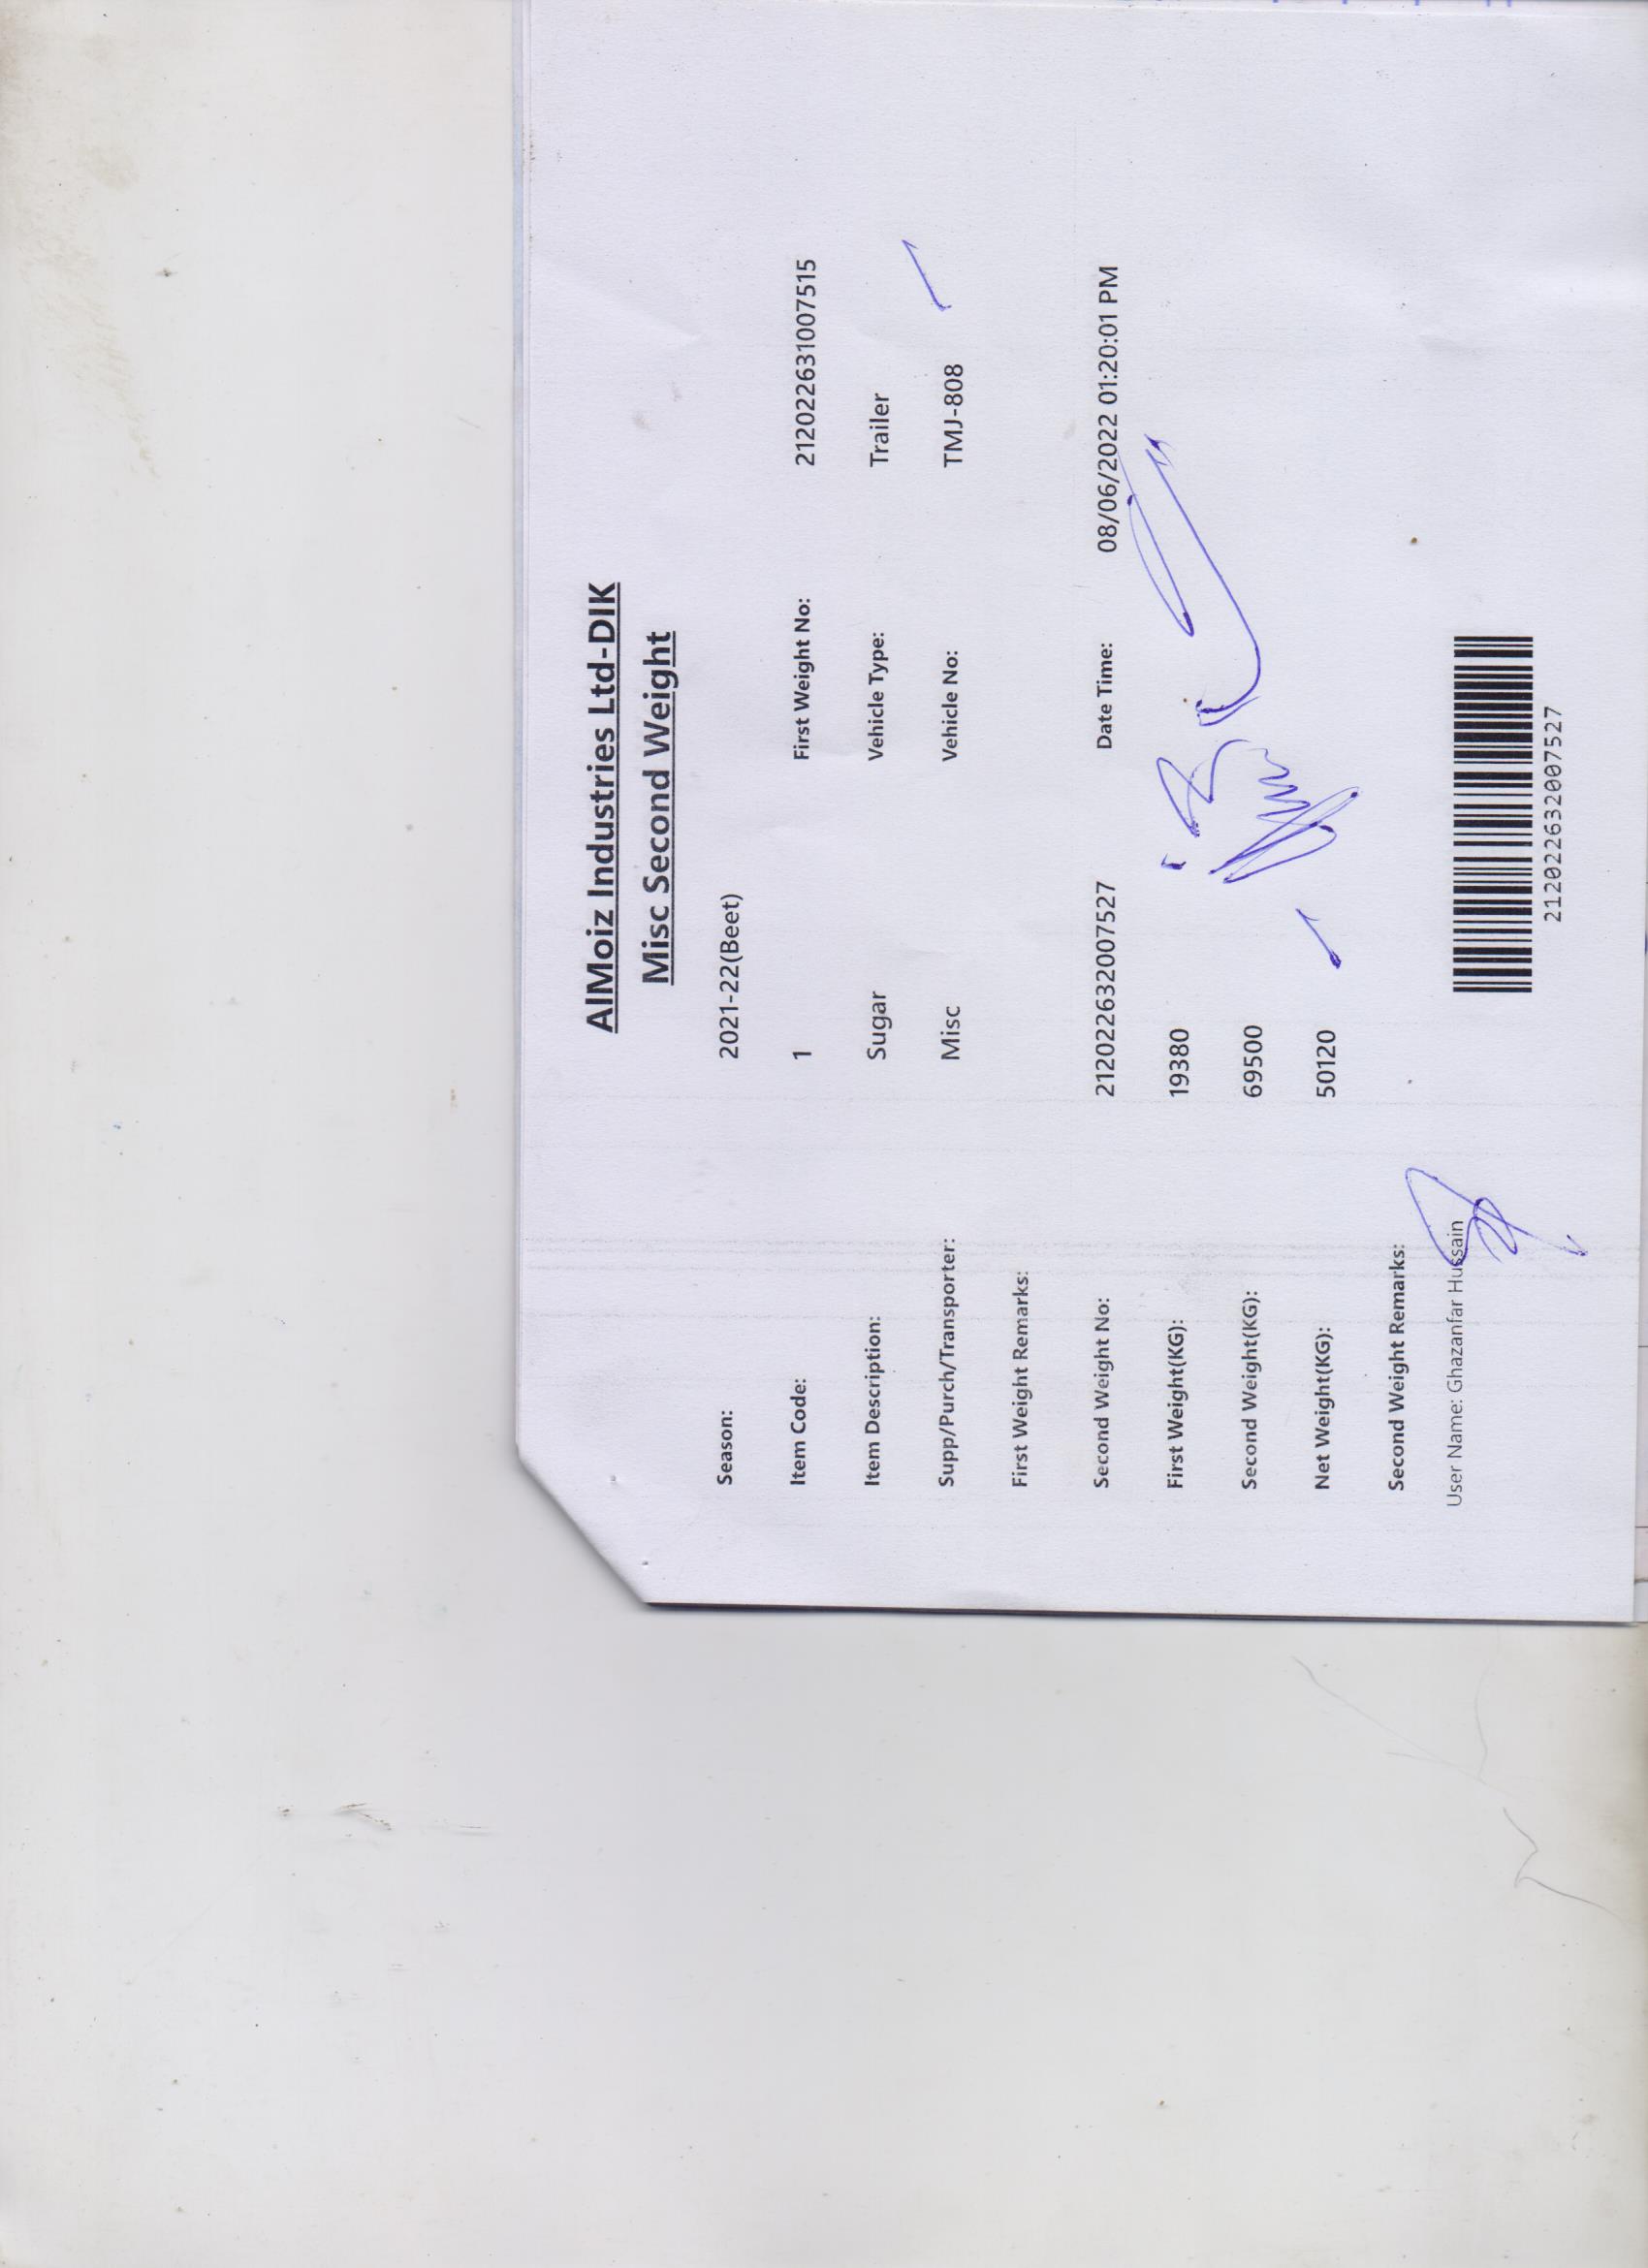 AlMoiz Industries Ltd-DIK
Misc Second Weight
Season: 2021-22(Beet)
Item Code: 1 First Weight No: 212022631007515
Item Description: Sugar Vehicle Type: Trailer
Supp/Purch/Transporter: Misc Vehicle No: TMJ-808
First Weight Remarks:
Second Weight No: 212022632007527 Date Time: 08/06/2022 01:20:01 PM
First Weight(KG): 19380
Second Weight(KG): 69500
Net Weight(KG): 50120
Second Weight Remarks:
User Name: Ghazanfar Hussain
212022632007527